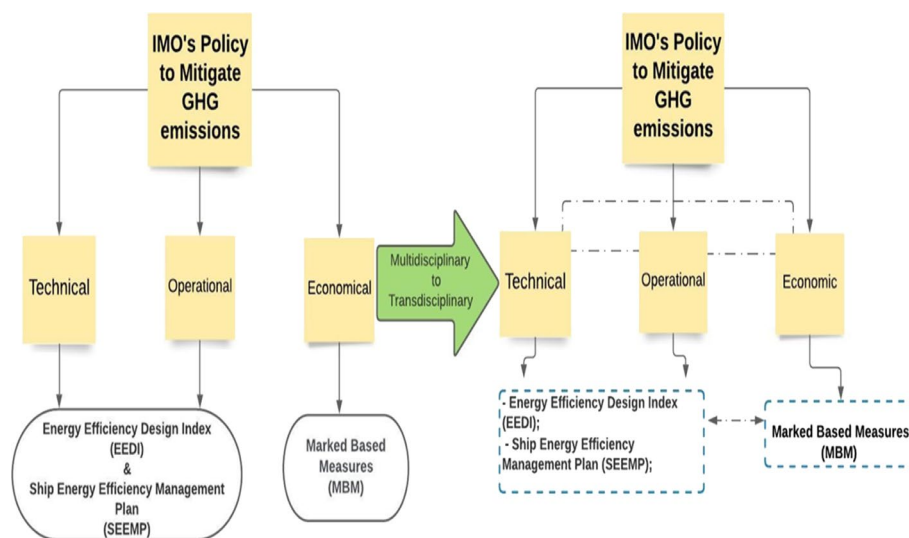 IMO's Policy
to Mitigate
GHG
emissions
Technical
Operational
Economical
Energy Efficiency Design Index
(EEDI)
&
Ship Energy Efficiency Management
Plan
(SEEMP)
Marked Based
Measures
(MBM)
Multidisciplinary
to
Transdisciplinary
IMO's Policy
to Mitigate
GHG
emissions
Technical
Operational
Economic
- Energy Efficiency Design Index
(EEDI);
- Ship Energy Efficiency
Management Plan (SEEMP);
Marked Based Measures
(MBM)